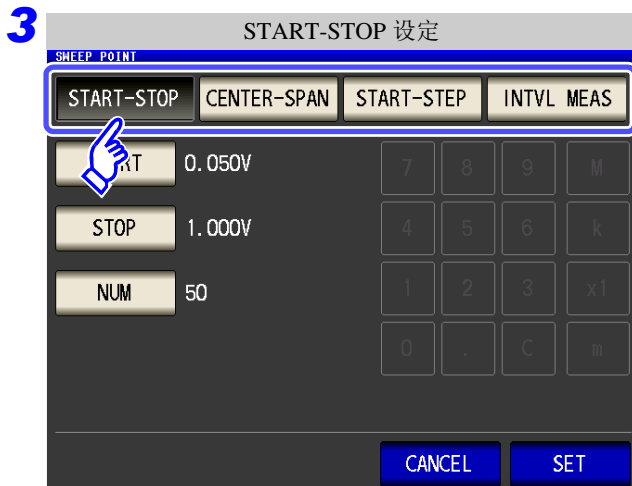 3
START-STOP 设定
SWEEP POINT
START-STOP CENTER-SPAN START-STEP INTVL MEAS
0.050V 7 8 9 M
STOP 1.000V 4 5 6 k
NUM 50 1 2 3 x1
0 . C m
CANCEL SET